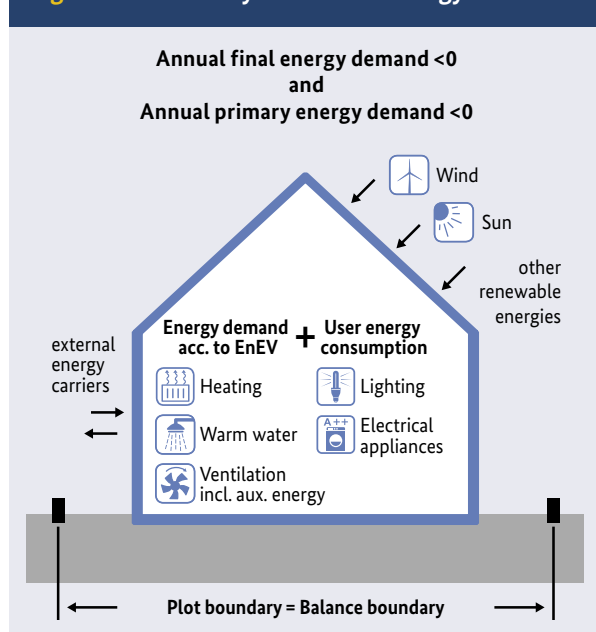 Annual final energy demand <0
and
Annual primary energy demand <0
Wind
Sun
other
renewable
energies
external
energy
carriers
Energy demand
acc. to EnEV
+
User energy
consumption
Heating
Lighting
Warm water
A++
Electrical
appliances
Ventilation
incl. aux. energy
Plot boundary = Balance boundary